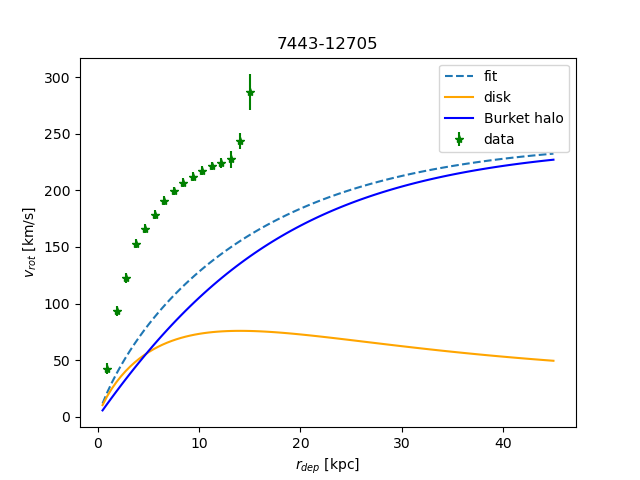 7443-12705
fit
disk
Burket halo
data
300
250
200
150
100
50
0
v_rot [km/s]
0 10 20 30 40
r_dep [kpc]